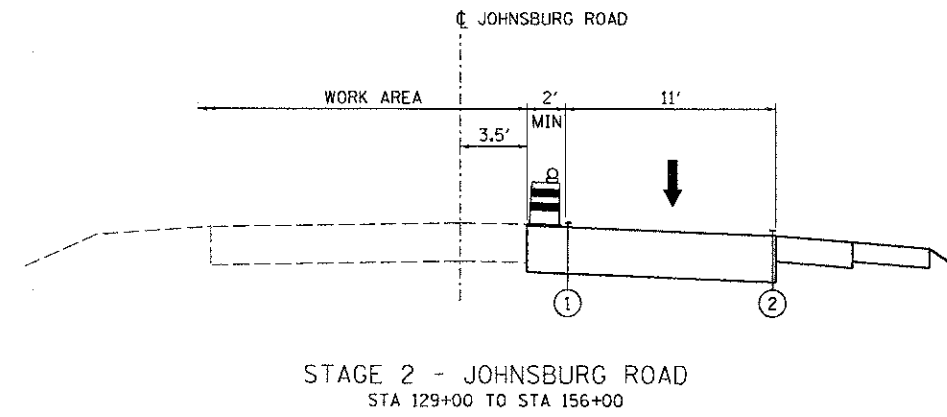 ℄ JOHNSBURG ROAD
WORK AREA
2'
11'
MIN
3.5'
1
2
STAGE 2 - JOHNSBURG ROAD
STA 129+00 TO STA 156+00